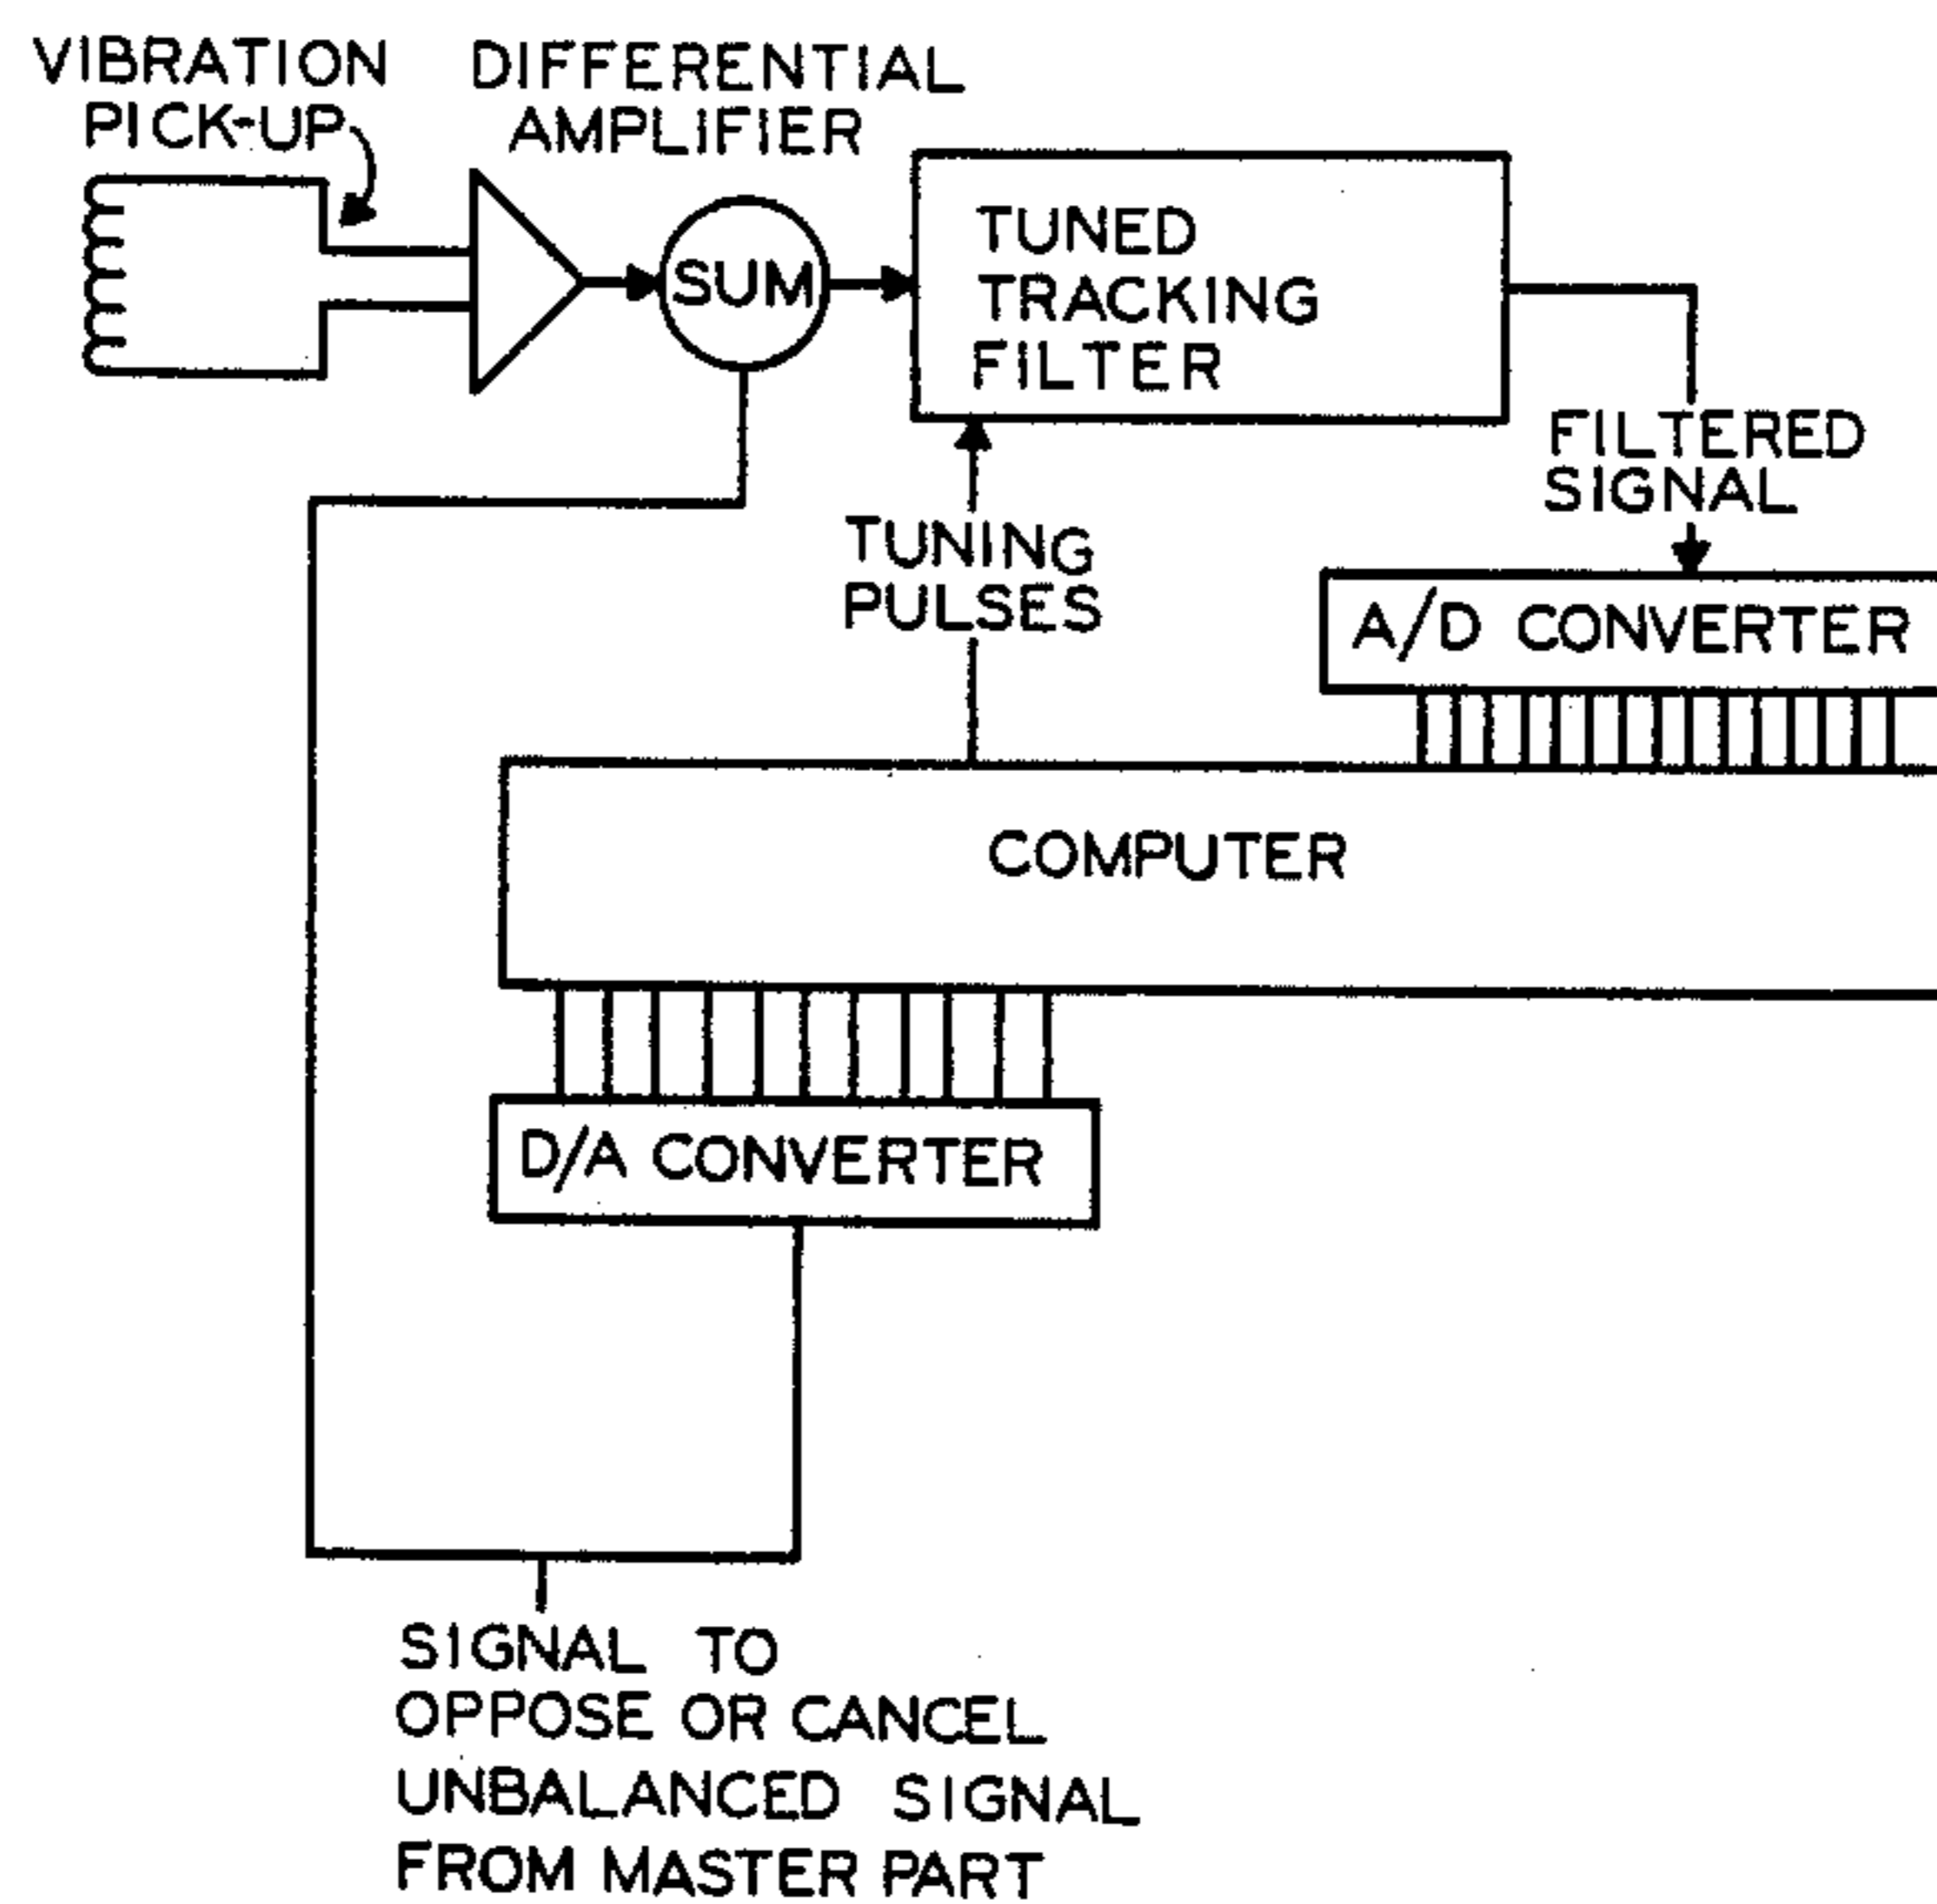 VIBRATION
PICK-UP
DIFFERENTIAL
AMPLIFIER
SUM
TUNED
TRACKING
FILTER
FILTERED
SIGNAL
TUNING
PULSES
A/D CONVERTER
COMPUTER
D/A CONVERTER
SIGNAL TO
OPPOSE OR CANCEL
UNBALANCED SIGNAL
FROM MASTER PART